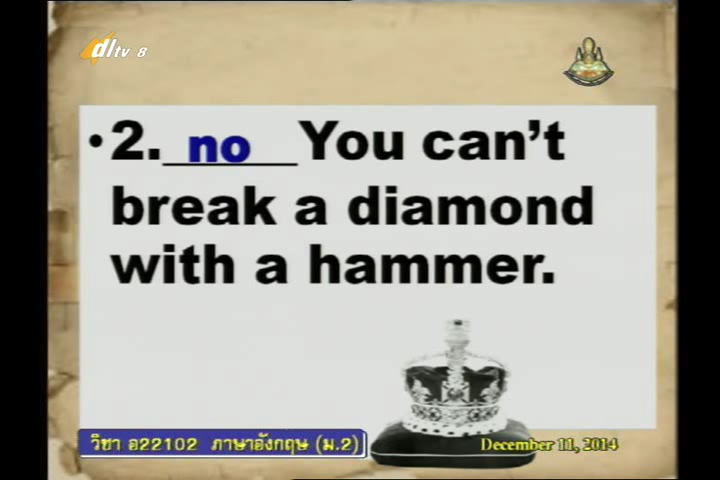 dltv 8
•2. no You can't
break a diamond
with a hammer.
วิชา อ22102 ภาษาอังกฤษ (ม.2)
December 11, 2014